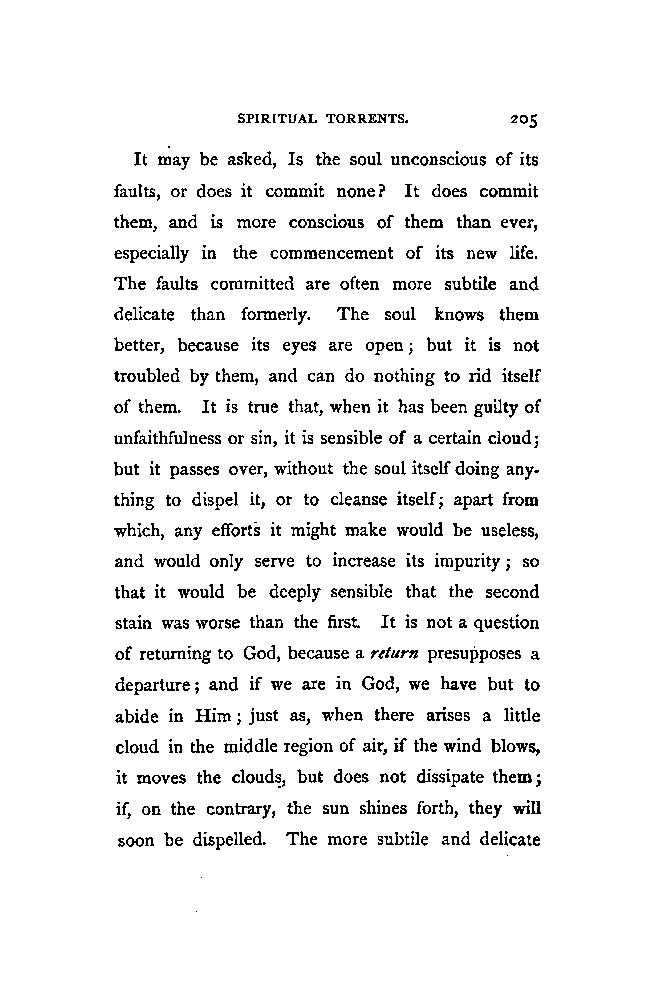 SPIRITUAL TORRENTS. 205
It may be asked, Is the soul unconscious of its
faults, or does it commit none? It does commit
them, and is more conscious of them than ever,
especially in the commencement of its new life.
The faults committed are often more subtile and
delicate than formerly. The soul knows them
better, because its eyes are open; but it is not
troubled by them, and can do nothing to rid itself
of them. It is true that, when it has been guilty of
unfaithfulness or sin, it is sensible of a certain cloud;
but it passes over, without the soul itself doing any-
thing to dispel it, or to cleanse itself; apart from
which, any efforts it might make would be useless,
and would only serve to increase its impurity; so
that it would be deeply sensible that the second
stain was worse than the first. It is not a question
of returning to God, because a return presupposes a
departure; and if we are in God, we have but to
abide in Him; just as, when there arises a little
cloud in the middle region of air, if the wind blows,
it moves the clouds, but does not dissipate them;
if, on the contrary, the sun shines forth, they will
soon be dispelled. The more subtile and delicate